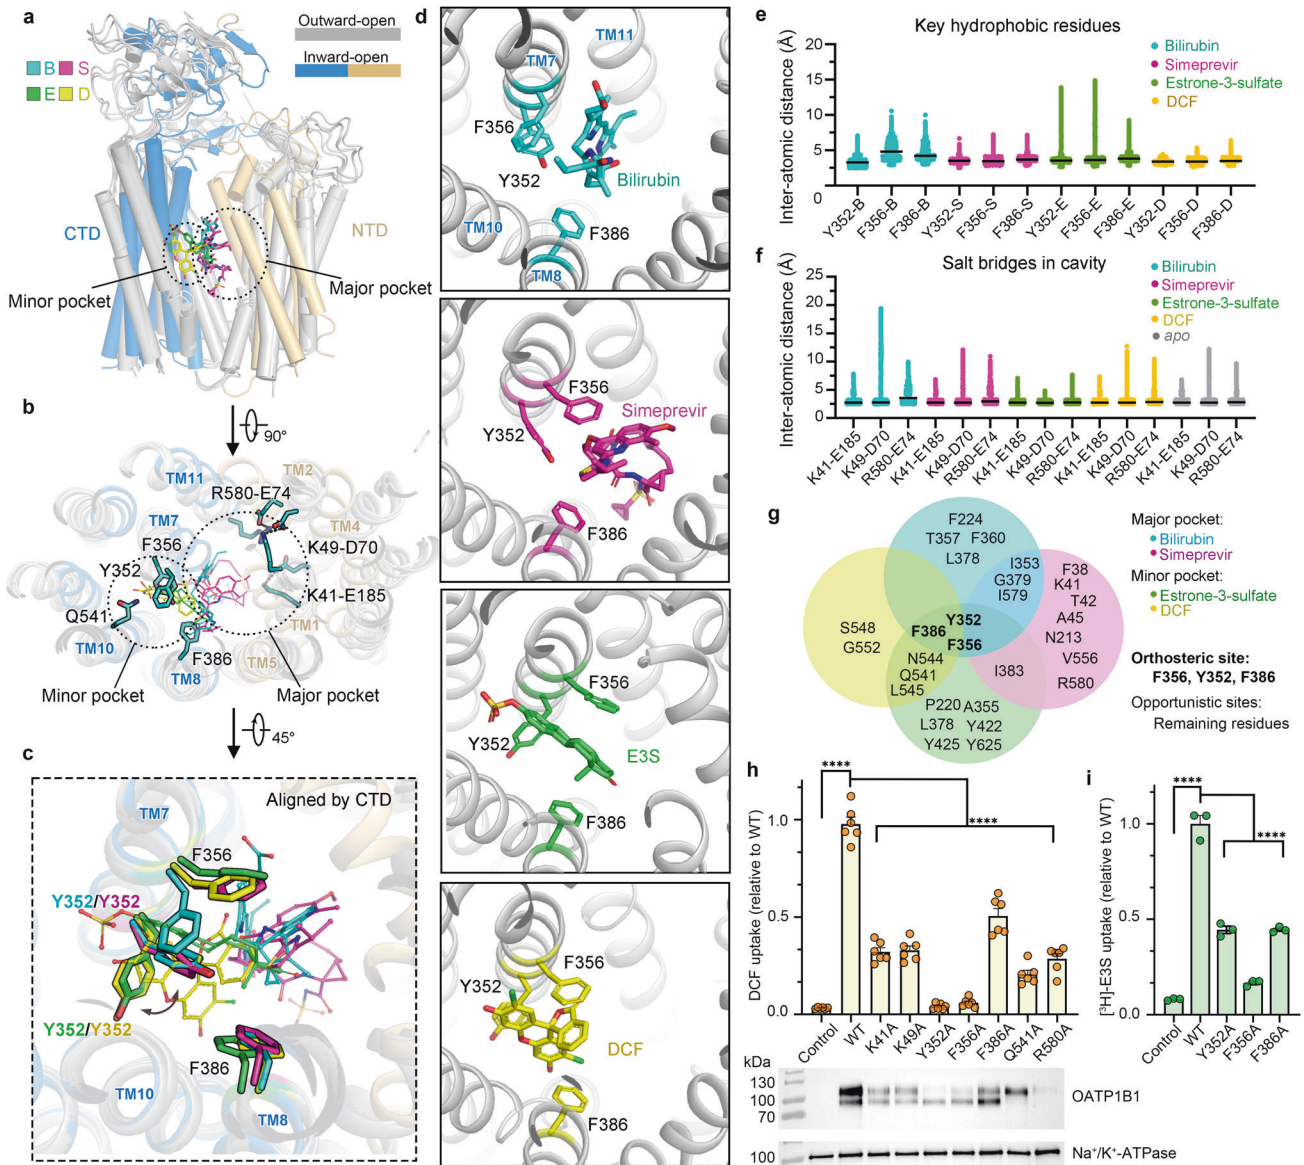 a
Outward-open
Inward-open
B S
E D
CTD
NTD
Minor pocket
Major pocket
90°
b
TM11
TM2
R580-E74
TM7
TM4
F356
K49-D70
Y352
K41-E185
Q541
TM1
TM10
F386
TM5
TM8
Minor pocket
Major pocket
45°
c
Aligned by CTD
TM7
F356
Y352/Y352
Y352/Y352
F386
TM10
TM8
d
TM11
TM7
F356
Y352
Bilirubin
F386
TM10
TM8
F356
Simeprevir
Y352
F386
F356
Y352
E3S
F386
F356
Y352
DCF
F386
e
Key hydrophobic residues
Inter-atomic distance (Å)
20
15
10
5
0
Bilirubin
Simeprevir
Estrone-3-sulfate
DCF
Y352-B
F356-B
F386-B
Y352-S
F356-S
F386-S
Y352-E
F356-E
F386-E
Y352-D
F356-D
F386-D
f
Salt bridges in cavity
Inter-atomic distance (Å)
25
20
15
10
5
0
Bilirubin
Simeprevir
Estrone-3-sulfate
DCF
apo
K41-E185
K49-D70
R580-E74
K41-E185
K49-D70
R580-E74
K41-E185
K49-D70
R580-E74
K41-E185
K49-D70
R580-E74
K41-E185
K49-D70
R580-E74
g
F224
T357 F360
L378
I353
G379
I579
F38
K41
T42
A45
N213
V556
R580
S548
G552
Y352
F386
F356
N544
Q541
L545
I383
P220 A355
L378 Y422
Y425 Y625
Major pocket:
Bilirubin
Simeprevir
Minor pocket:
Estrone-3-sulfate
DCF
Orthosteric site:
F356, Y352, F386
Opportunistic sites:
Remaining residues
h
DCF uptake (relative to WT)
1.0
0.5
0.0
****
****
Control
WT
K41A
K49A
Y352A
F356A
F386A
Q541A
R580A
kDa
130
100
70
OATP1B1
100
Na⁺/K⁺-ATPase
i
[³H]-E3S uptake (relative to WT)
1.0
0.5
0.0
****
****
Control
WT
Y352A
F356A
F386A